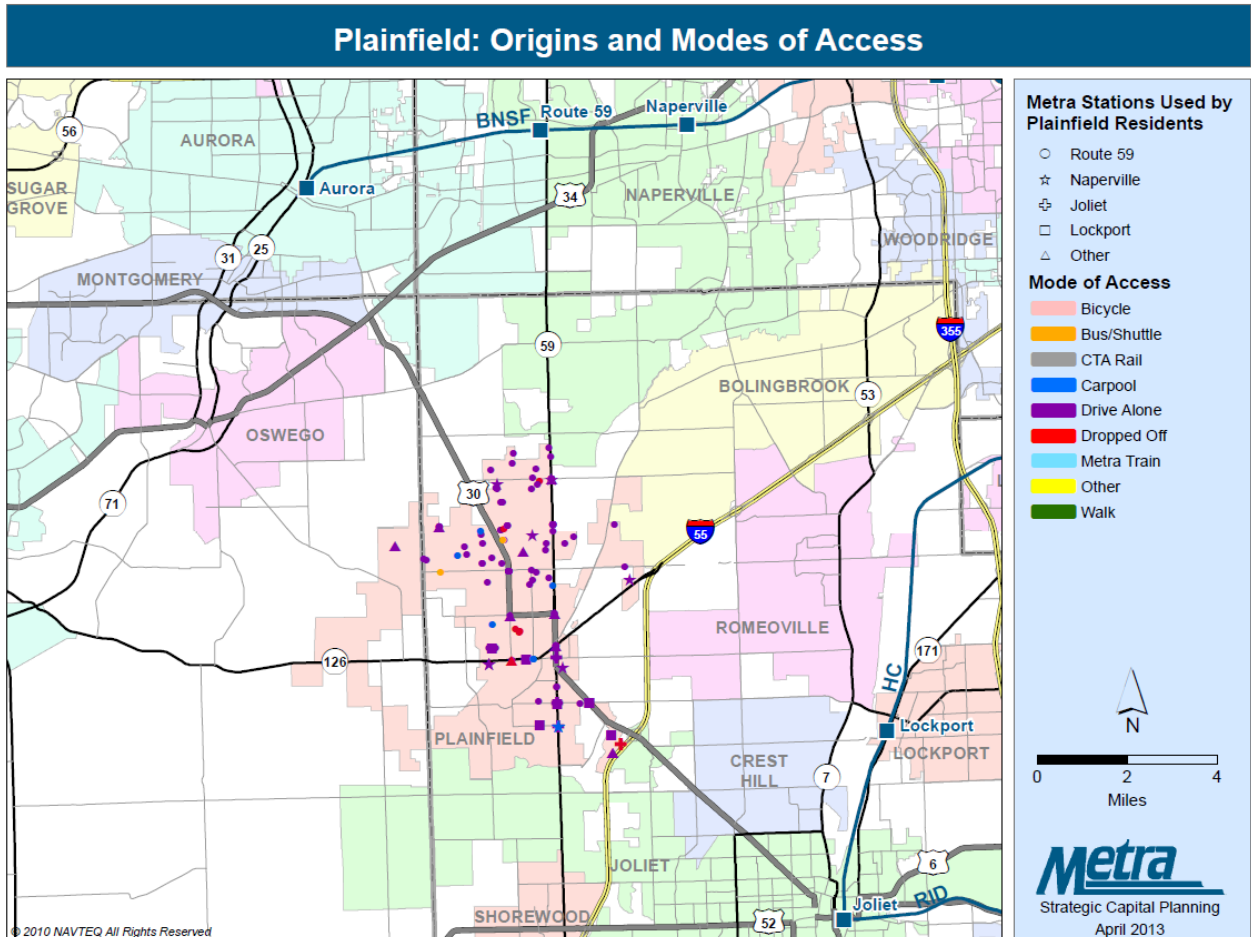 Plainfield: Origins and Modes of Access
56
AURORA
BNSF
Route 59
Naperville
SUGAR
GROVE
Aurora
34
NAPERVILLE
31
25
WOODRIDGE
MONTGOMERY
355
59
BOLINGBROOK
53
OSWEGO
30
71
55
ROMEOVILLE
126
171
HC
Lockport
PLAINFIELD
LOCKPORT
CREST
HILL
7
JOLIET
6
Joliet
RID
SHOREWOOD
52
© 2010 NAVTEQ All Rights Reserved
Metra Stations Used by
Plainfield Residents
Route 59
Naperville
Joliet
Lockport
Other
Mode of Access
Bicycle
Bus/Shuttle
CTA Rail
Carpool
Drive Alone
Dropped Off
Metra Train
Other
Walk
N
0 2 4
Miles
Metra
Strategic Capital Planning
April 2013